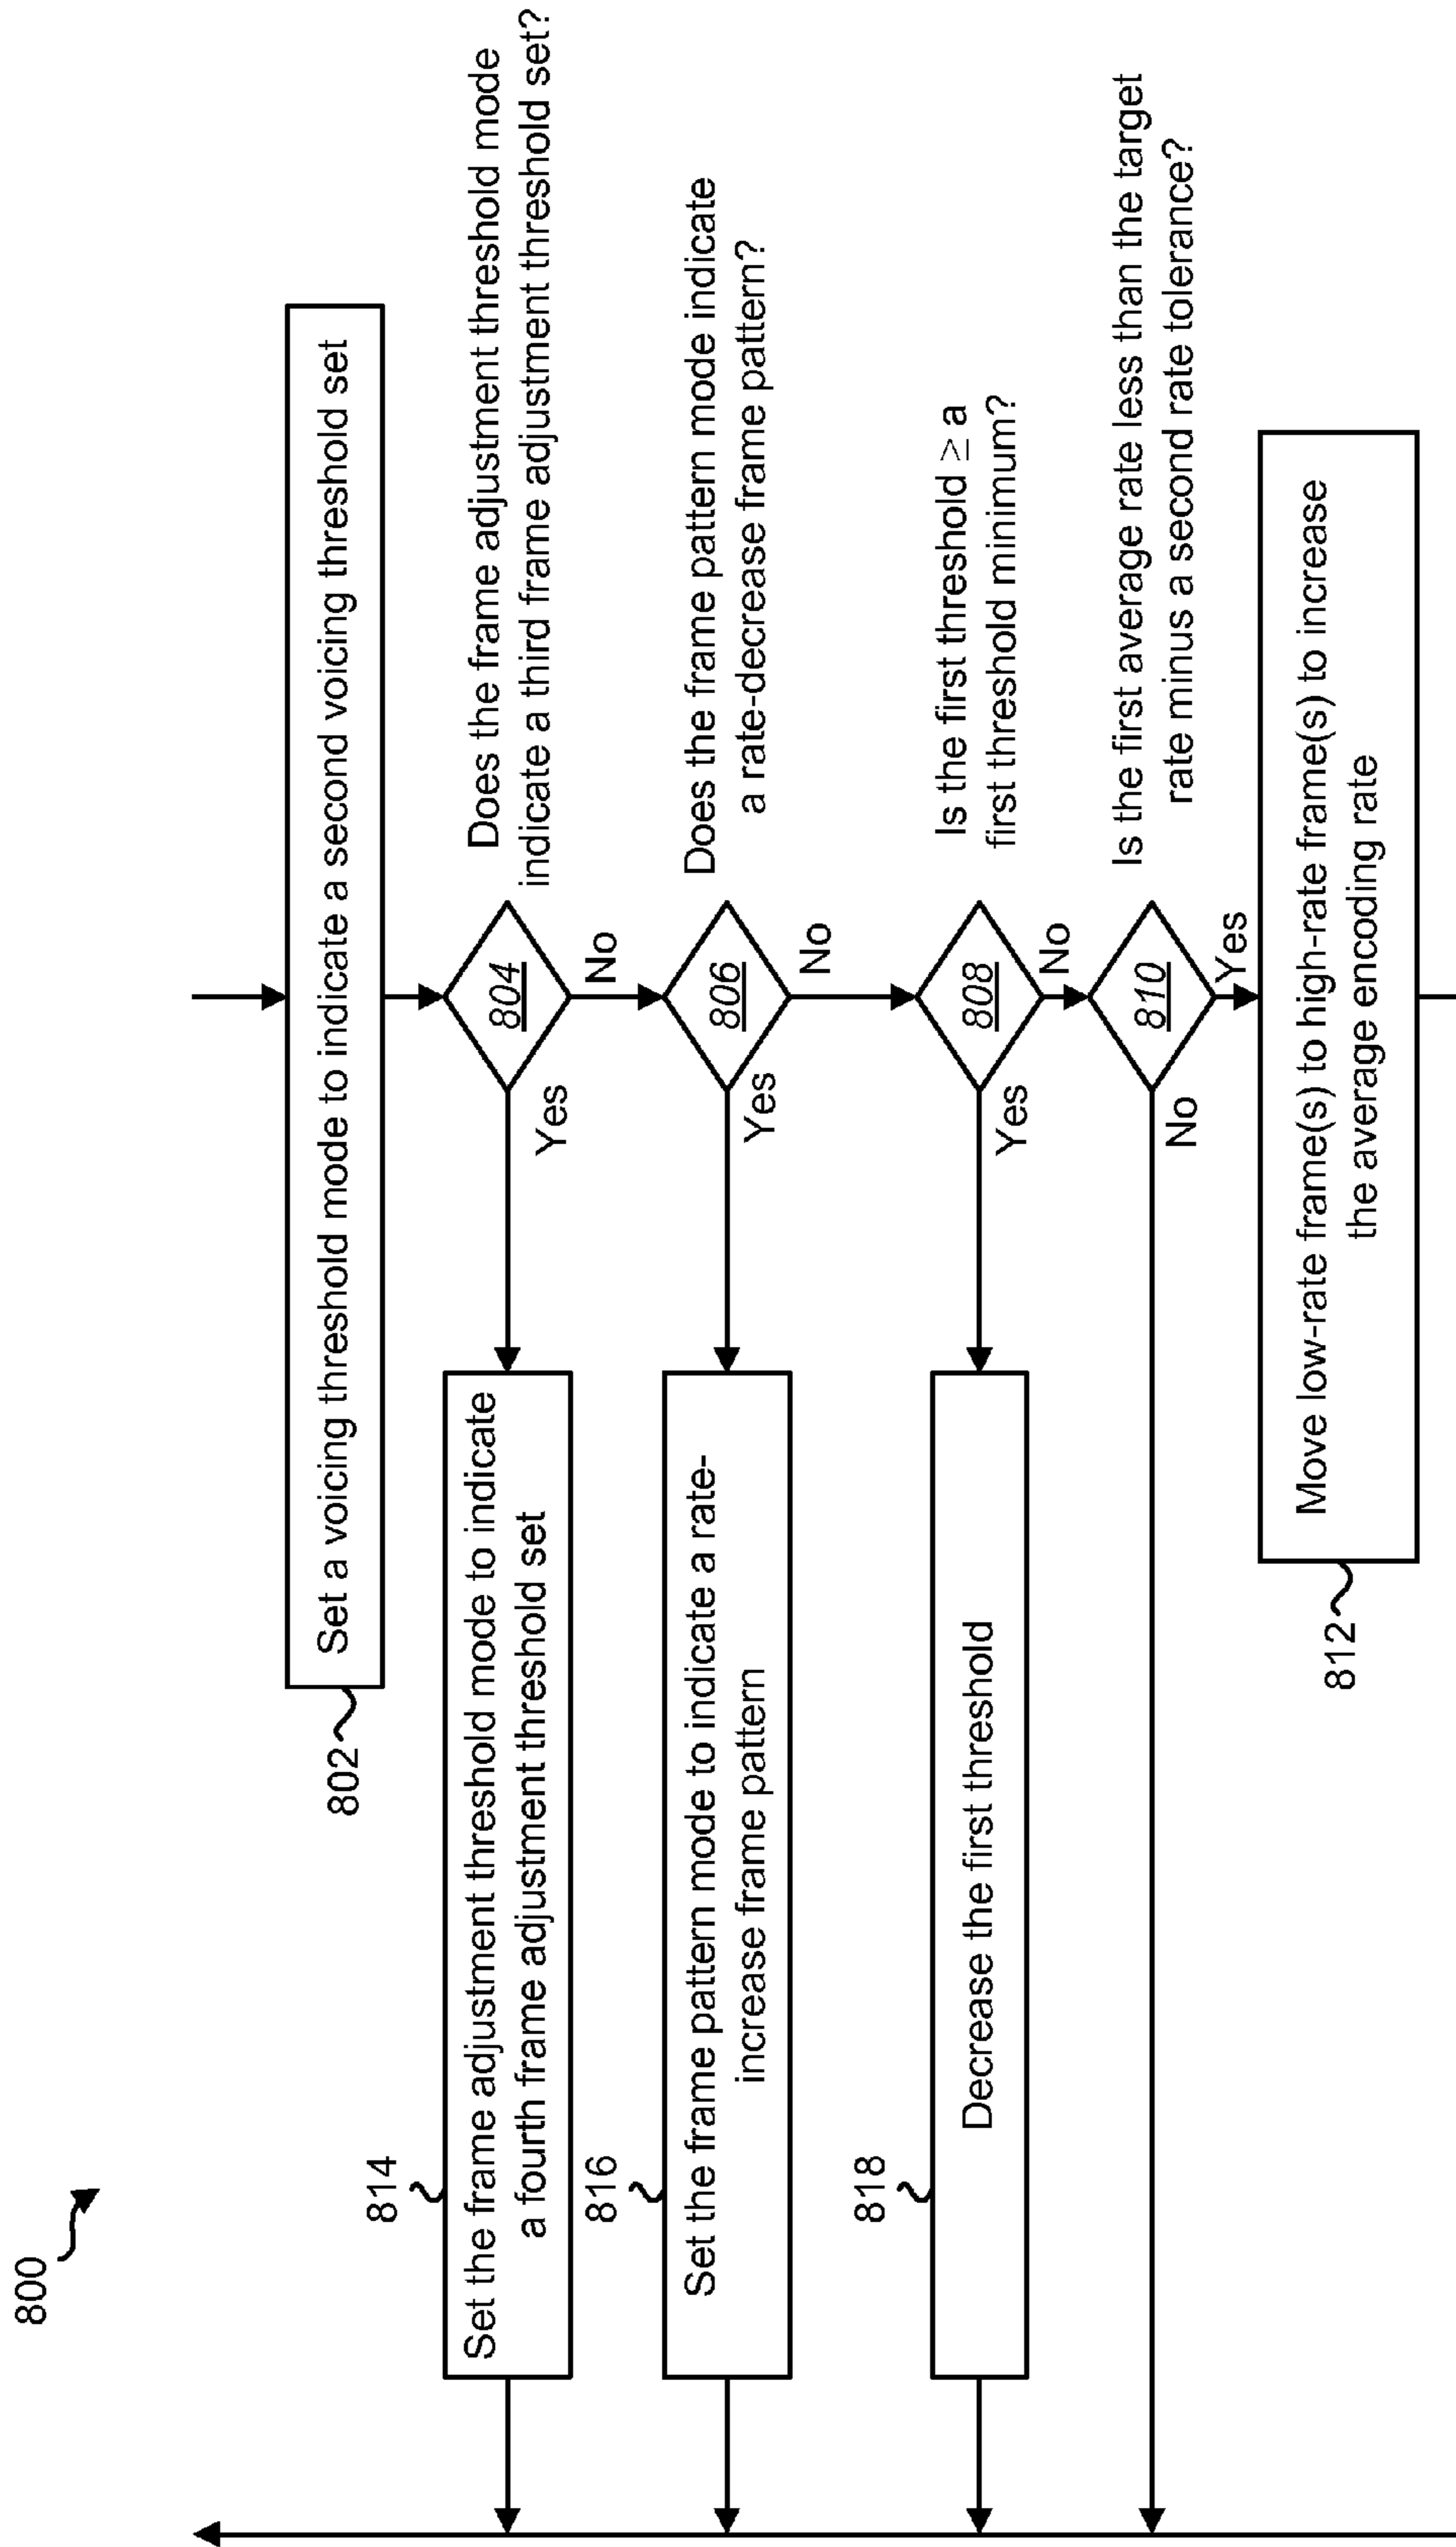 800
Set a voicing threshold mode to indicate a second voicing threshold set
802
804
Does the frame adjustment threshold mode
indicate a third frame adjustment threshold set?
Yes
No
814
Set the frame adjustment threshold mode to indicate
a fourth frame adjustment threshold set
806
Does the frame pattern mode indicate
a rate-decrease frame pattern?
Yes
No
816
Set the frame pattern mode to indicate a rate-
increase frame pattern
808
Is the first threshold ≥ a
first threshold minimum?
Yes
No
818
Decrease the first threshold
810
Is the first average rate less than the target
rate minus a second rate tolerance?
No
Yes
Move low-rate frame(s) to high-rate frame(s) to increase
the average encoding rate
812